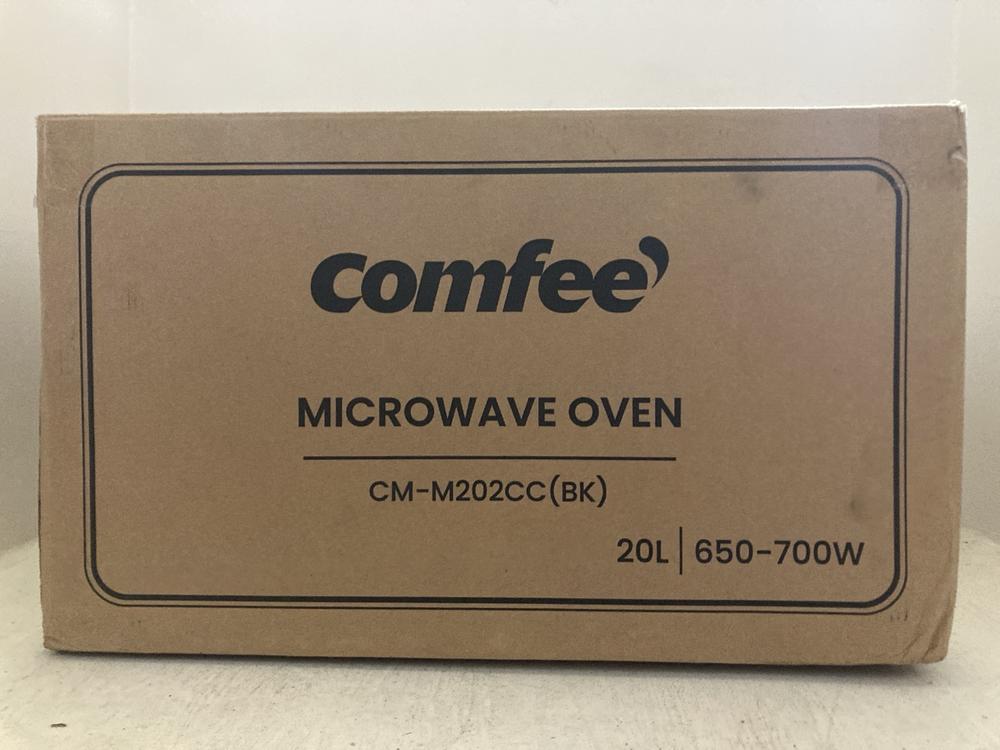 comfee'
MICROWAVE OVEN
CM-M202CC(BK)
20L | 650-700W